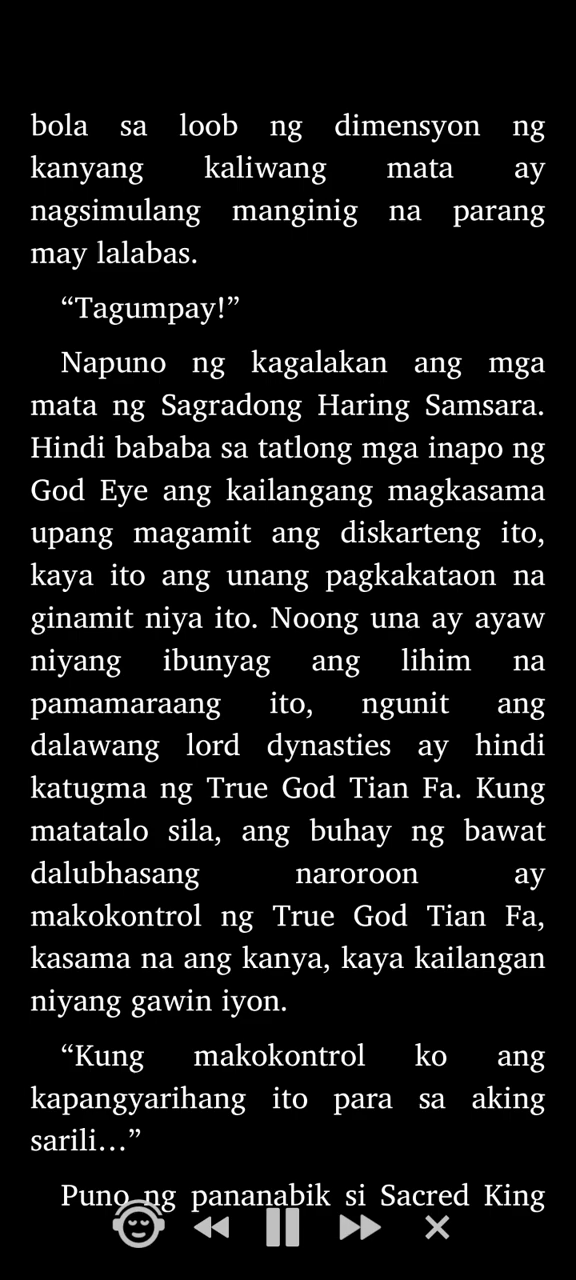 bola sa loob ng dimensyon ng
kanyang kaliwang mata ay
nagsimulang manginig na parang
may lalabas.
“Tagumpay!”
Napuno ng kagalakan ang mga
mata ng Sagradong Haring Samsara.
Hindi bababa sa tatlong mga inapo ng
God Eye ang kailangang magkasama
upang magamit ang diskarteng ito,
kaya ito ang unang pagkakataon na
ginamit niya ito. Noong una ay ayaw
niyang ibunyag ang lihim na
pamamaraang ito, ngunit ang
dalawang lord dynasties ay hindi
katugma ng True God Tian Fa. Kung
matatalo sila, ang buhay ng bawat
dalubhasang naroroon ay
makokontrol ng True God Tian Fa,
kasama na ang kanya, kaya kailangan
niyang gawin iyon.
“Kung makokontrol ko ang
kapangyarihang ito para sa aking
sarili…”
Puno ng pananabik si Sacred King